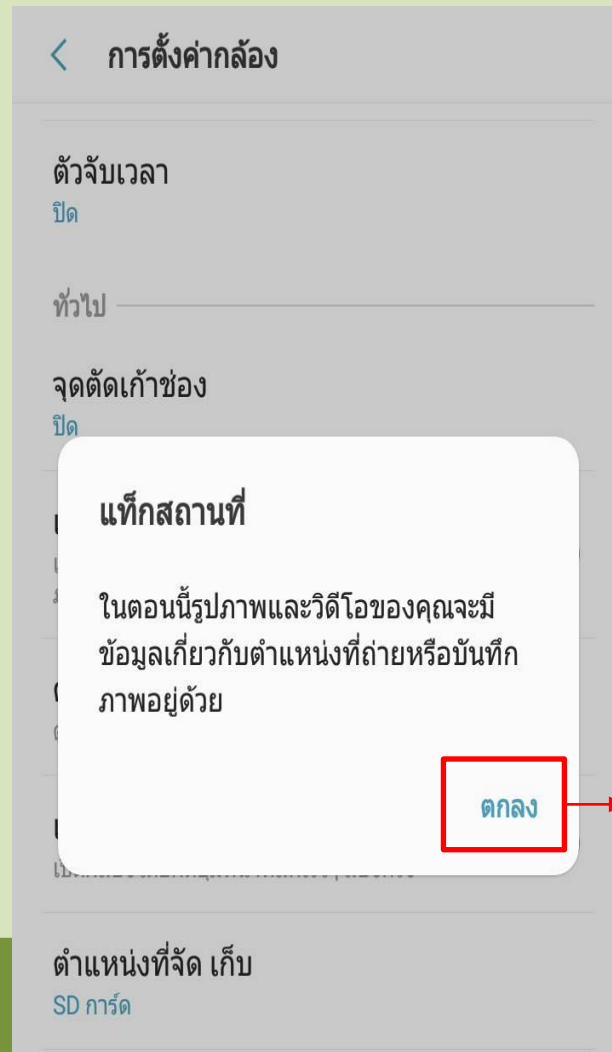 การตั้งค่ากล้อง
ตัวจับเวลา
ปิด
ทั่วไป
จุดตัดเก้าช่อง
ปิด
แท็กสถานที่
ในตอนนี้รูปภาพและวิดีโอของคุณจะมี
ข้อมูลเกี่ยวกับตำแหน่งที่ถ่ายหรือบันทึก
ภาพอยู่ด้วย
ตกลง
ตำแหน่งที่จัด เก็บ
SD การ์ด